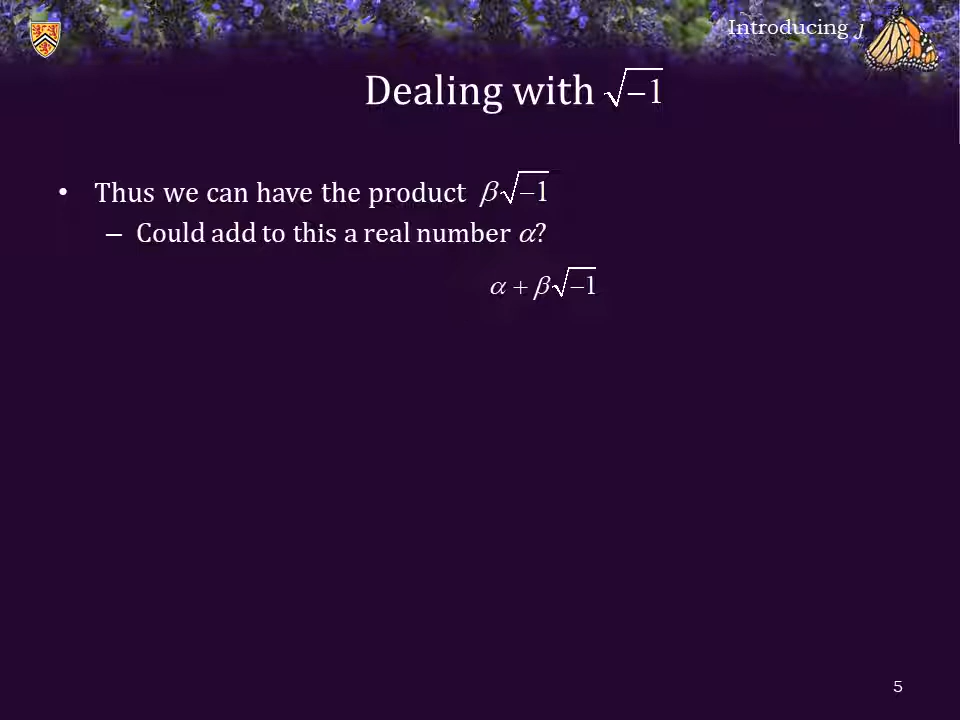 Introducing j
Dealing with √−1
• Thus we can have the product β√−1
– Could add to this a real number α?
α + β√−1
5